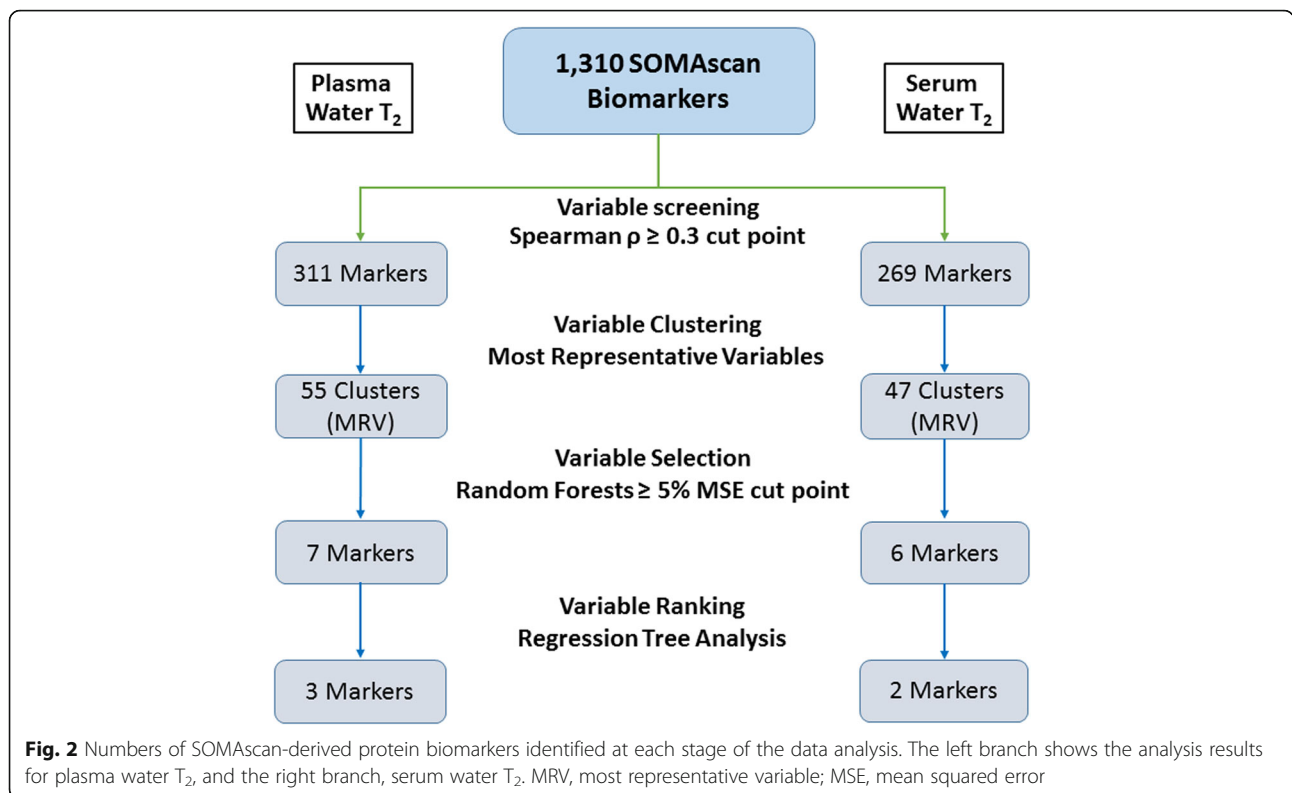 1,310 SOMAscan
Biomarkers
Plasma
Water T₂
Serum
Water T₂
Variable screening
Spearman ρ ≥ 0.3 cut point
311 Markers
269 Markers
Variable Clustering
Most Representative Variables
55 Clusters
(MRV)
47 Clusters
(MRV)
Variable Selection
Random Forests ≥ 5% MSE cut point
7 Markers
6 Markers
Variable Ranking
Regression Tree Analysis
3 Markers
2 Markers
Fig. 2 Numbers of SOMAscan-derived protein biomarkers identified at each stage of the data analysis. The left branch shows the analysis results
for plasma water T₂, and the right branch, serum water T₂. MRV, most representative variable; MSE, mean squared error